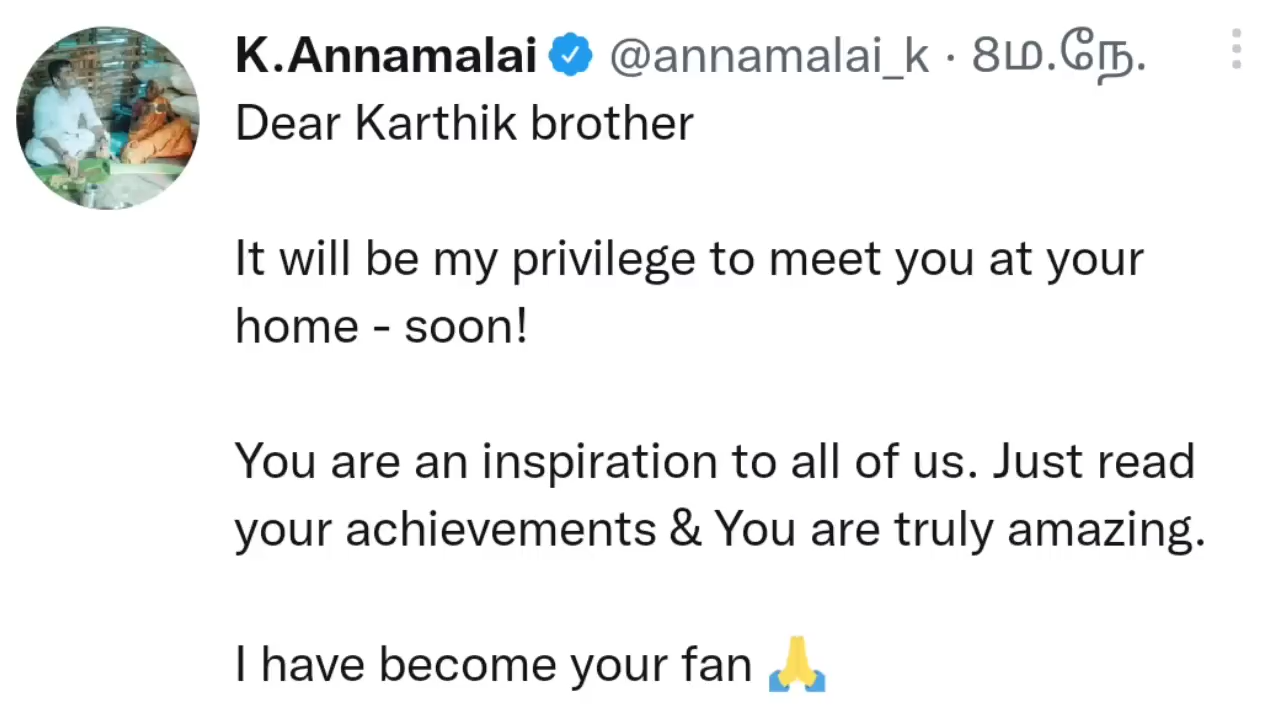 K.Annamalai @annamalai_k · 8ம.நே.
Dear Karthik brother
It will be my privilege to meet you at your
home - soon!
You are an inspiration to all of us. Just read
your achievements & You are truly amazing.
I have become your fan 🙏